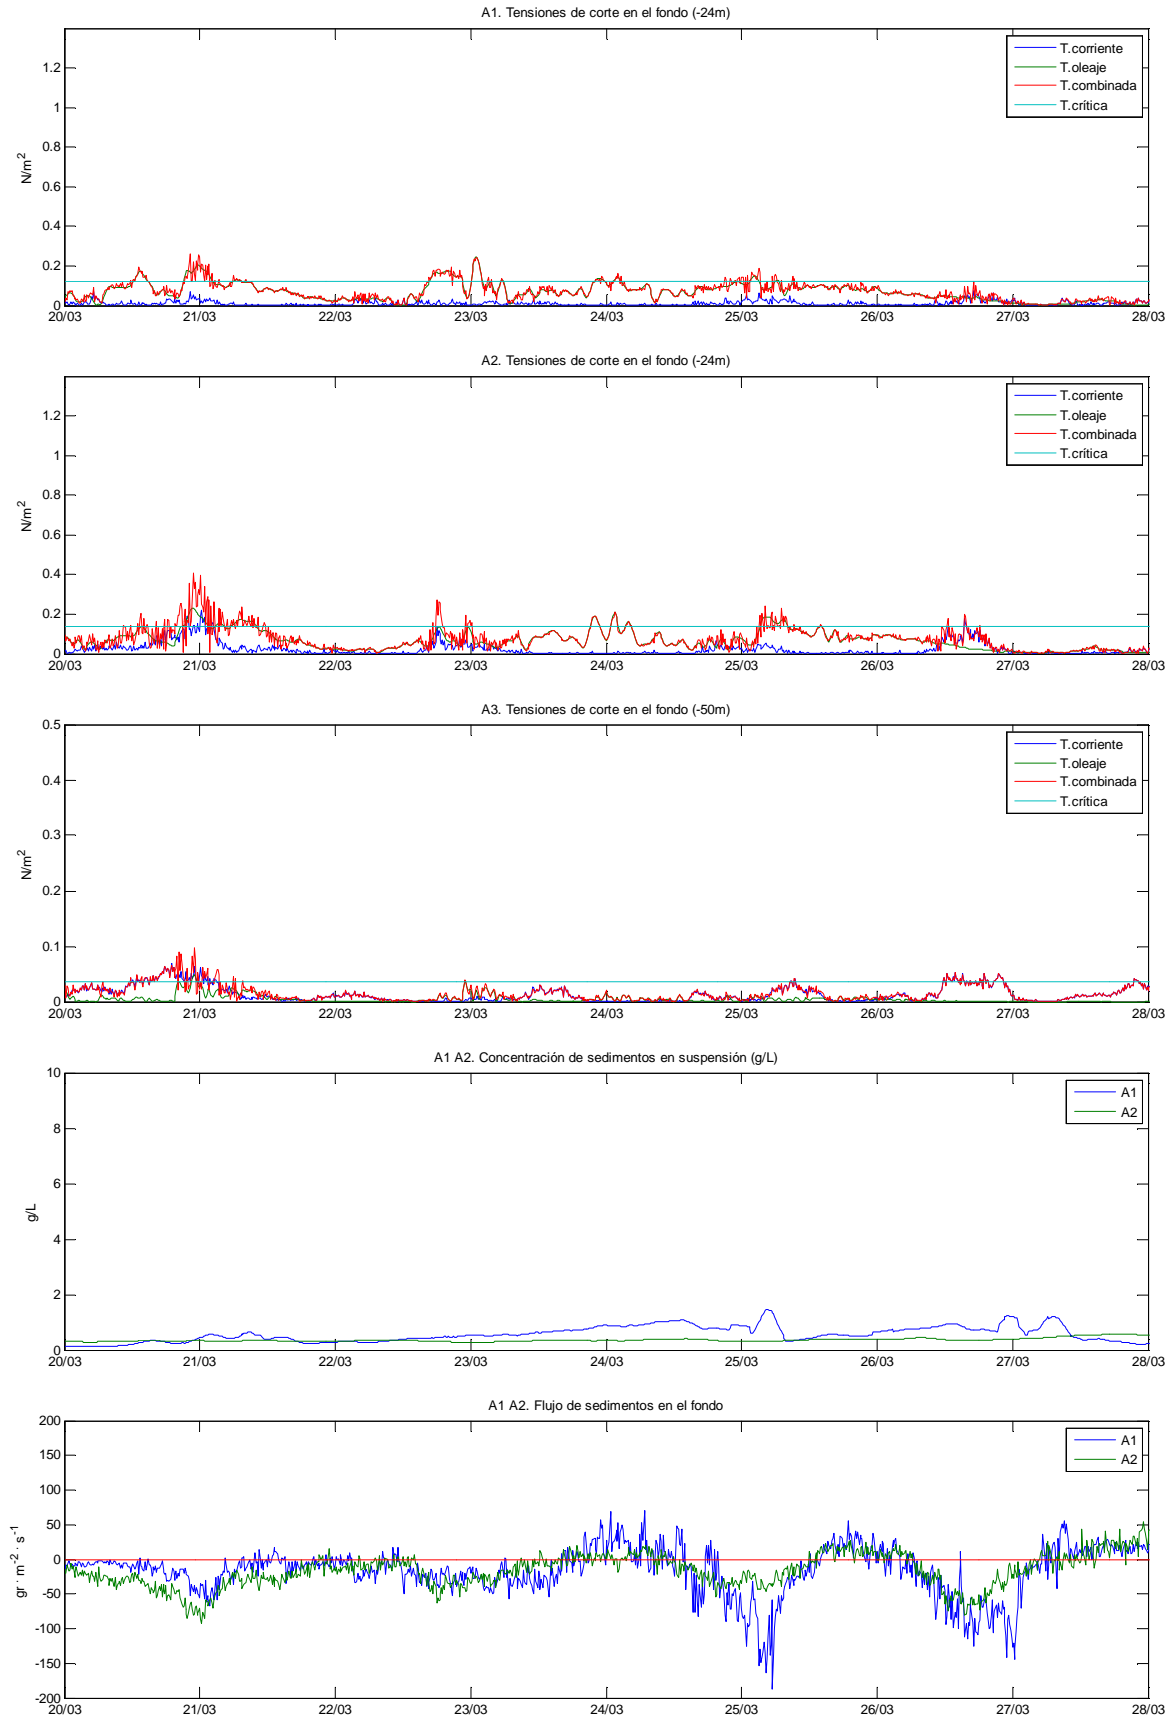 A1. Tensiones de corte en el fondo (-24m)
N/m2
1.2
1
0.8
0.6
0.4
0.2
0
T.corriente
T.oleaje
T.combinada
T.crítica
20/03 21/03 22/03 23/03 24/03 25/03 26/03 27/03 28/03
A2. Tensiones de corte en el fondo (-24m)
N/m2
1.2
1
0.8
0.6
0.4
0.2
0
T.corriente
T.oleaje
T.combinada
T.crítica
20/03 21/03 22/03 23/03 24/03 25/03 26/03 27/03 28/03
A3. Tensiones de corte en el fondo (-50m)
N/m2
0.5
0.4
0.3
0.2
0.1
0
T.corriente
T.oleaje
T.combinada
T.crítica
20/03 21/03 22/03 23/03 24/03 25/03 26/03 27/03 28/03
A1 A2. Concentración de sedimentos en suspensión (g/L)
g/L
10
8
6
4
2
0
A1
A2
20/03 21/03 22/03 23/03 24/03 25/03 26/03 27/03 28/03
A1 A2. Flujo de sedimentos en el fondo
gr · m-2 · s-1
200
150
100
50
0
-50
-100
-150
-200
A1
A2
20/03 21/03 22/03 23/03 24/03 25/03 26/03 27/03 28/03